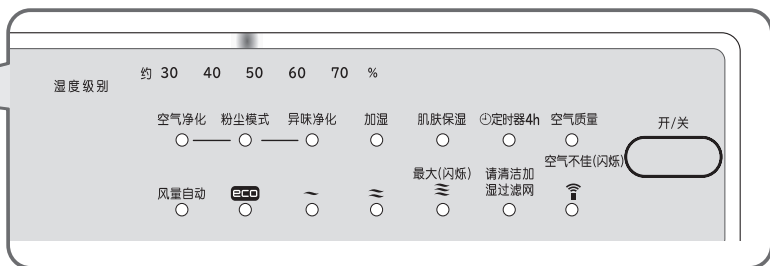 湿度级别 约 30 40 50 60 70 %
空气净化 粉尘模式 异味净化 加湿 肌肤保湿 定时器4h 空气质量 开/关
空气不佳(闪烁)
最大(闪烁) 请清洁加
湿过滤网
风量自动 eco